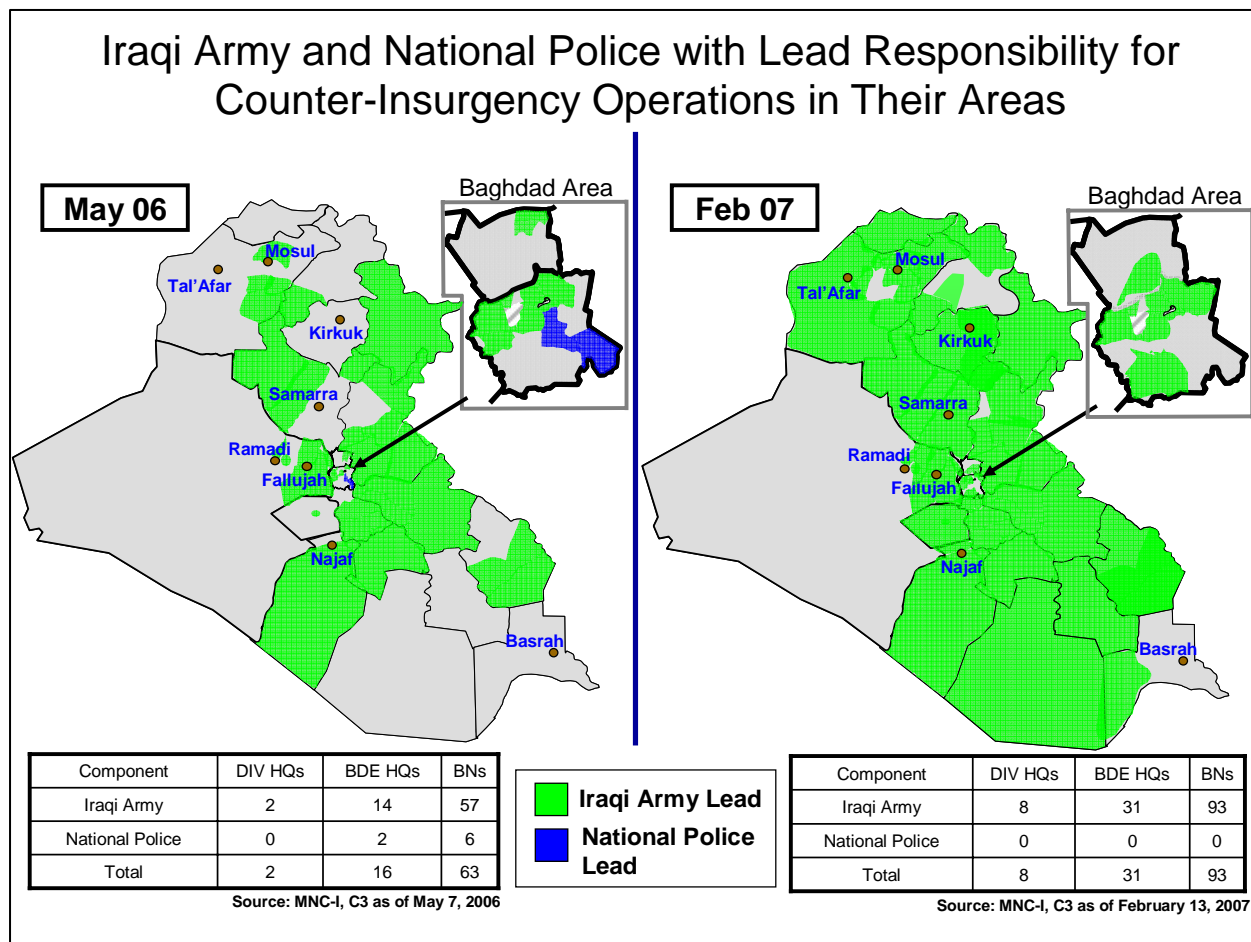 Iraqi Army and National Police with Lead Responsibility for
Counter-Insurgency Operations in Their Areas
May 06
Baghdad Area
Mosul
Tal'Afar
Kirkuk
Samarra
Ramadi
Fallujah
Najaf
Basrah
Feb 07
Baghdad Area
Mosul
Tal'Afar
Kirkuk
Samarra
Ramadi
Fallujah
Najaf
Basrah
Component DIV HQs BDE HQs BNs
Iraqi Army 2 14 57
National Police 0 2 6
Total 2 16 63
Source: MNC-I, C3 as of May 7, 2006
Iraqi Army Lead
National Police
Lead
Component DIV HQs BDE HQs BNs
Iraqi Army 8 31 93
National Police 0 0 0
Total 8 31 93
Source: MNC-I, C3 as of February 13, 2007